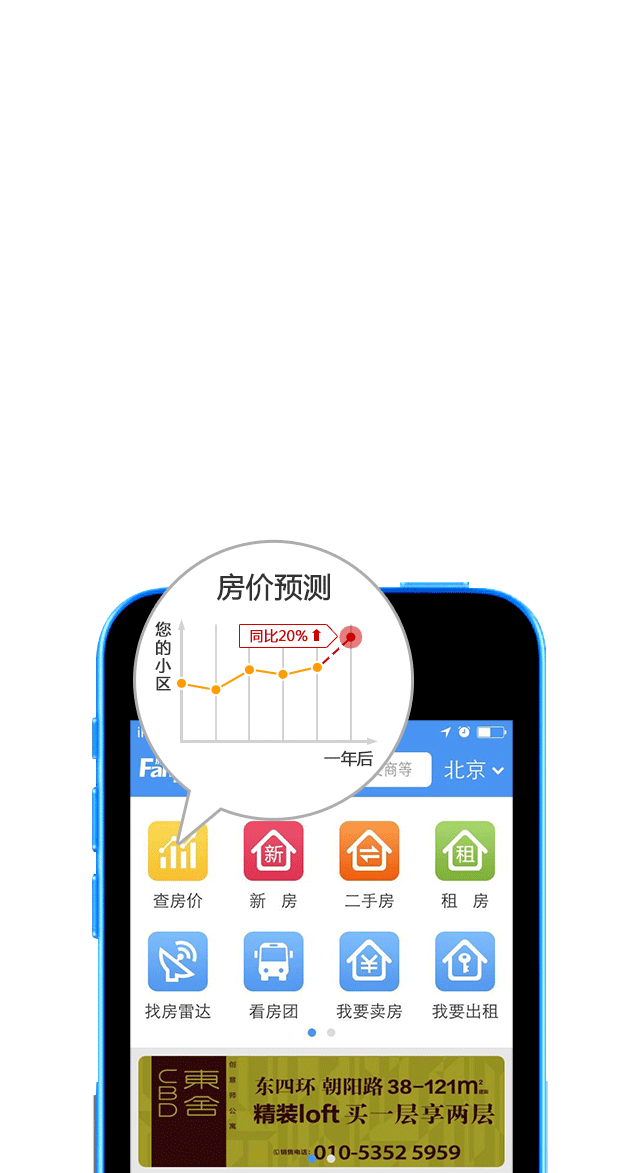 房价预测
您的小区
同比20%
一年后
Fang
商等
北京
新
租
查房价
新 房
二手房
租 房
找房雷达
看房团
我要卖房
我要出租
CBD
東舍
创意师公寓
东四环 朝阳路 38-121m²
精装loft 买一层享两层
销售电话: 010-5352 5959